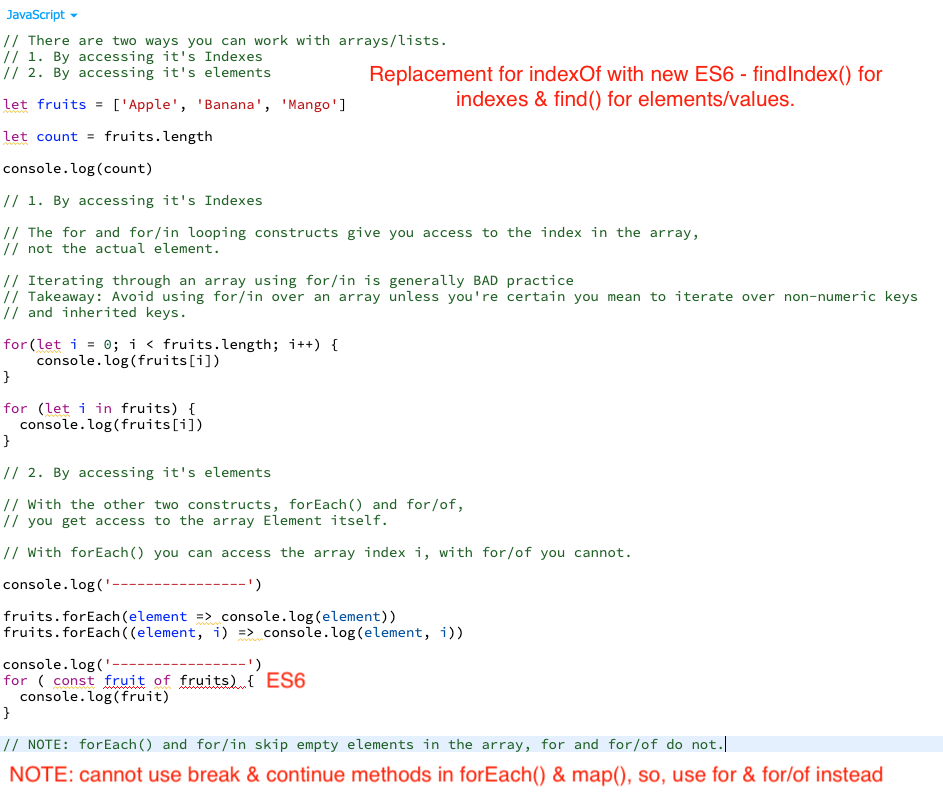 JavaScript
// There are two ways you can work with arrays/lists.
// 1. By accessing it's Indexes
// 2. By accessing it's elements
Replacement for indexOf with new ES6 - findIndex() for
indexes & find() for elements/values.
let fruits = ['Apple', 'Banana', 'Mango']
let count = fruits.length
console.log(count)
// 1. By accessing it's Indexes
// The for and for/in looping constructs give you access to the index in the array,
// not the actual element.
// Iterating through an array using for/in is generally BAD practice
// Takeaway: Avoid using for/in over an array unless you're certain you mean to iterate over non-numeric keys
// and inherited keys.
for(let i = 0; i < fruits.length; i++) {
    console.log(fruits[i])
}
for (let i in fruits) {
  console.log(fruits[i])
}
// 2. By accessing it's elements
// With the other two constructs, forEach() and for/of,
// you get access to the array Element itself.
// With forEach() you can access the array index i, with for/of you cannot.
console.log('----------------')
fruits.forEach(element => console.log(element))
fruits.forEach((element, i) => console.log(element, i))
console.log('----------------')
for ( const fruit of fruits) { ES6
  console.log(fruit)
}
// NOTE: forEach() and for/in skip empty elements in the array, for and for/of do not.
NOTE: cannot use break & continue methods in forEach() & map(), so, use for & for/of instead